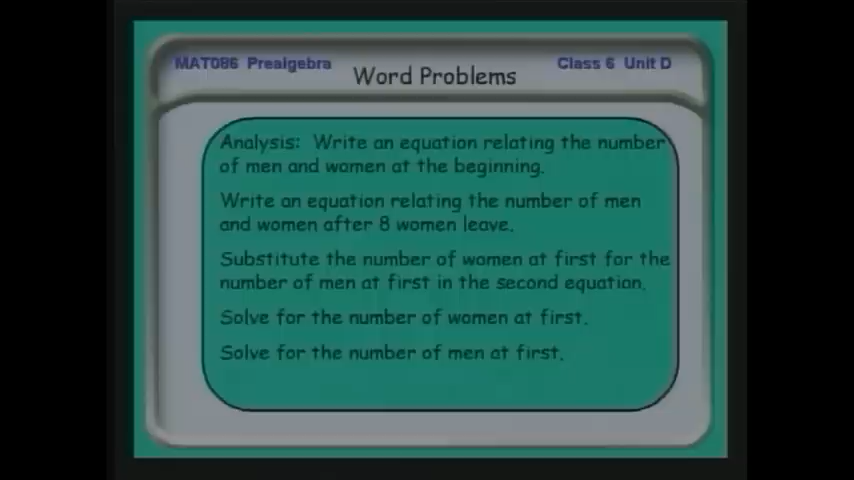 MAT086 Prealgebra
Word Problems
Class 6 Unit D
Analysis: Write an equation relating the number
of men and women at the beginning.
Write an equation relating the number of men
and women after 8 women leave.
Substitute the number of women at first for the
number of men at first in the second equation.
Solve for the number of women at first.
Solve for the number of men at first.